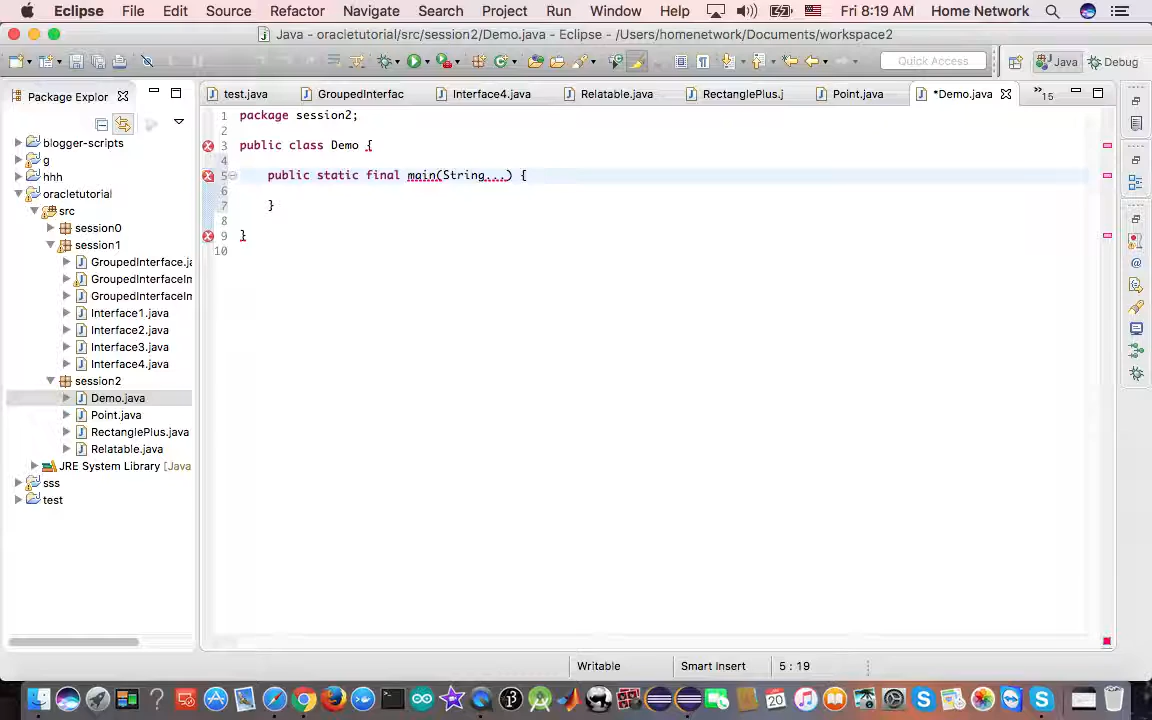 Eclipse File Edit Source Refactor Navigate Search Project Run Window Help Fri 8:19 AM Home Network
Java - oracletutorial/src/session2/Demo.java - Eclipse - /Users/homenetwork/Documents/workspace2
Quick Access Java Debug
Package Explor
test.java GroupedInterfac Interface4.java Relatable.java RectanglePlus.j Point.java *Demo.java »15
blogger-scripts
g
hhh
oracletutorial
src
session0
session1
GroupedInterface.ja
GroupedInterfaceIn
GroupedInterfaceIn
Interface1.java
Interface2.java
Interface3.java
Interface4.java
session2
Demo.java
Point.java
RectanglePlus.java
Relatable.java
JRE System Library [Java
sss
test
1 package session2;
2
3 public class Demo {
4
5 public static final main(String...) {
6
7 }
8
9 }
10
Writable Smart Insert 5 : 19